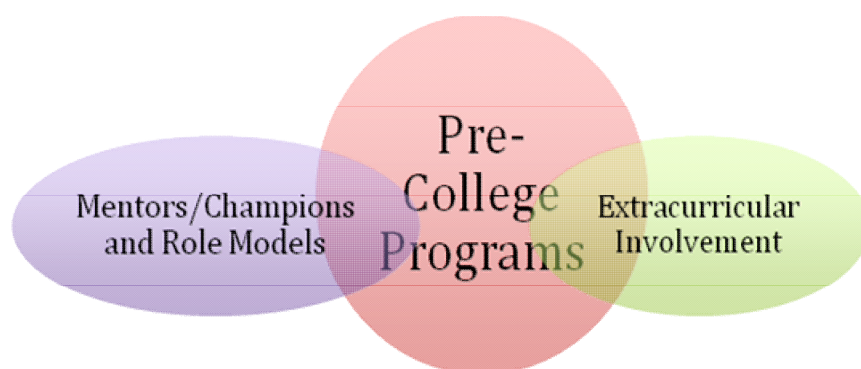 Mentors/Champions
and Role Models
Pre-
College
Programs
Extracurricular
Involvement